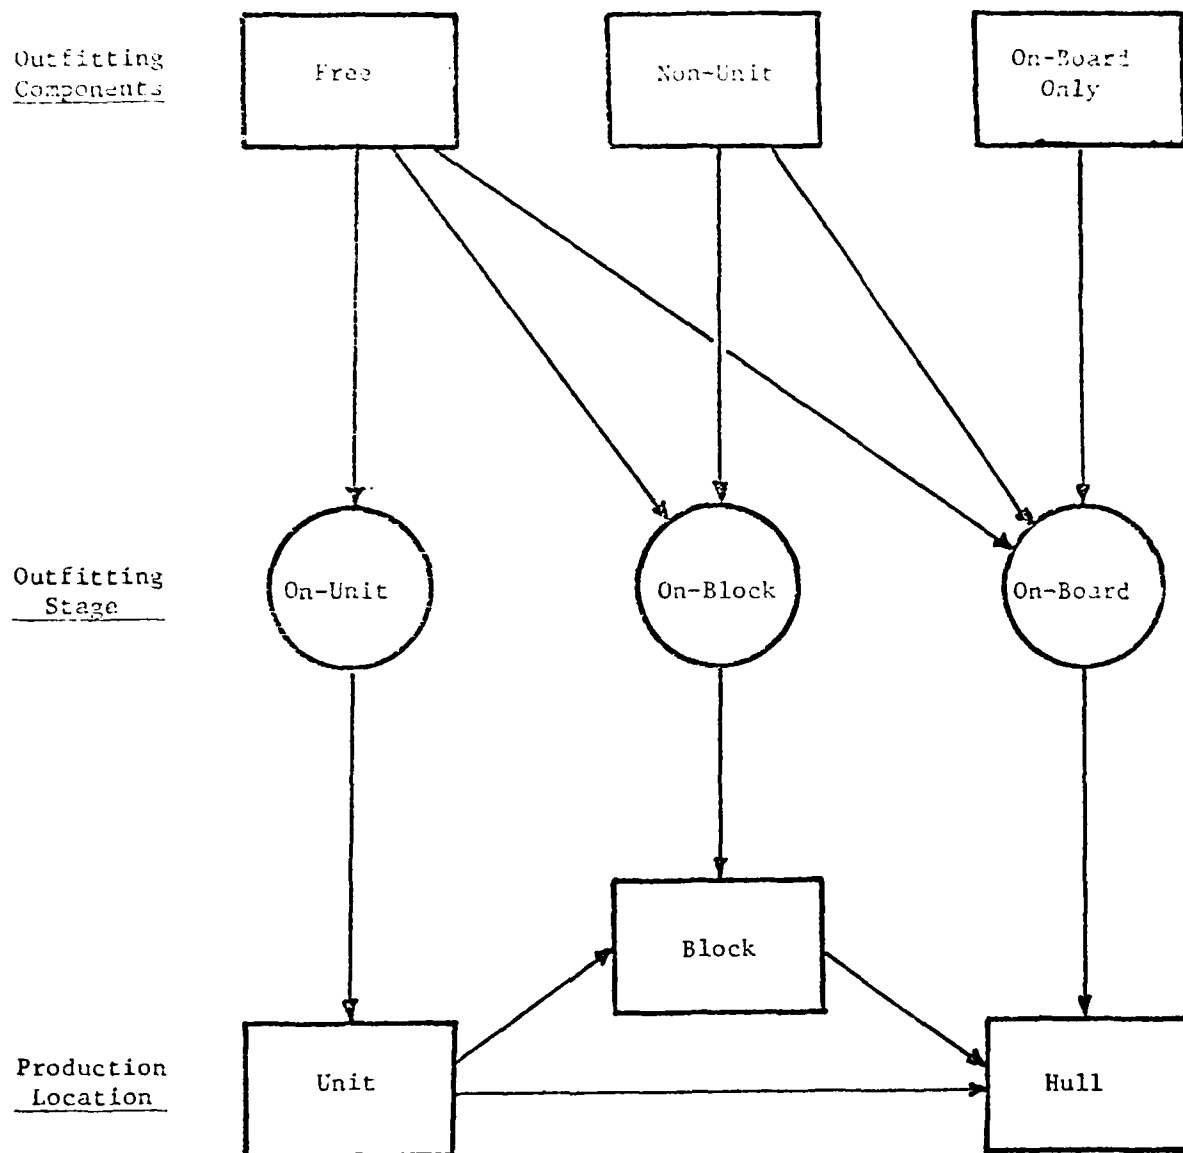 Outfitting
Components
Free
Non-Unit
On-Board
Only
Outfitting
Stage
On-Unit
On-Block
On-Board
Block
Production
Location
Unit
Hull